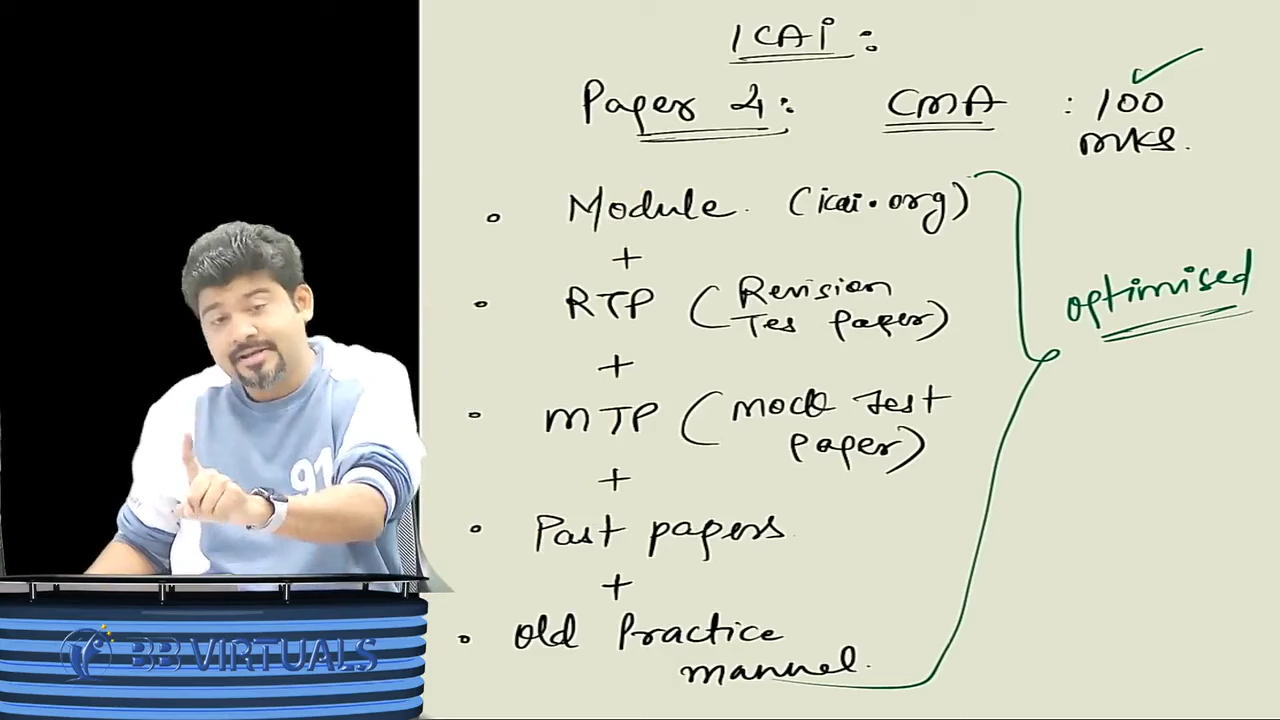 ICAI :
Paper 4 : CMA : 100
mks.
• Module. (icai.org)
+
• RTP (Revision
Tes paper)
optimised
+
• MTP (Mock Test
paper)
+
• Past papers
+
• Old Practice
manuel.
91
BB VIRTUALS